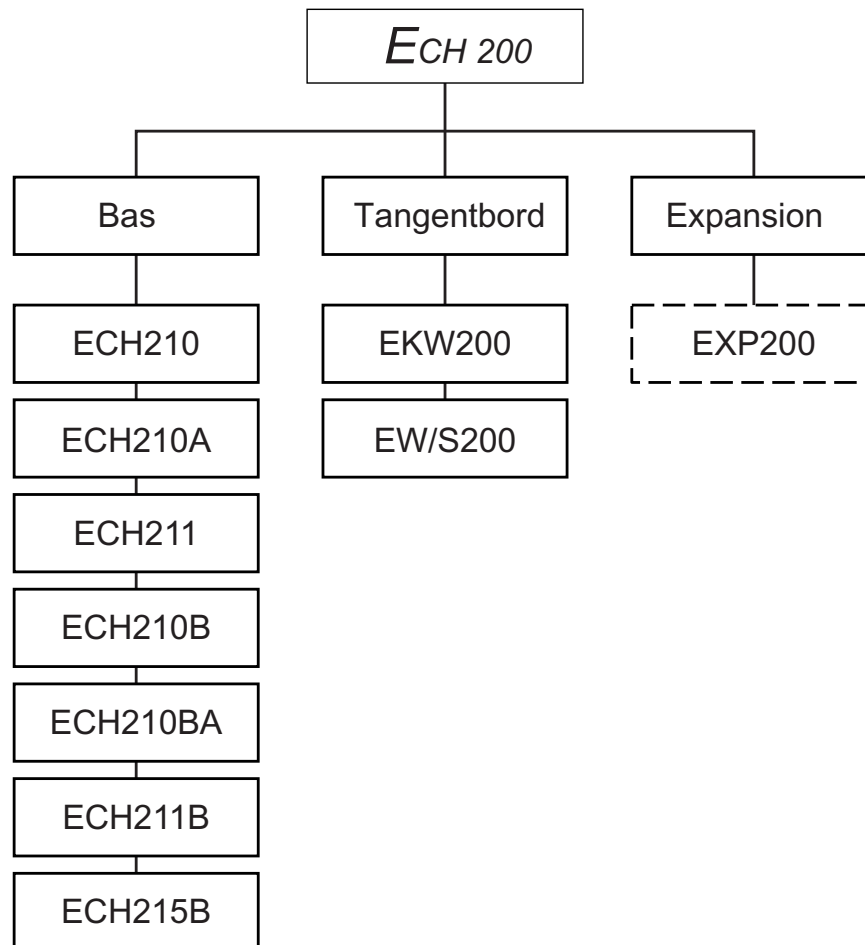 ECH 200
Bas
Tangentbord
Expansion
ECH210
EKW200
EXP200
ECH210A
EW/S200
ECH211
ECH210B
ECH210BA
ECH211B
ECH215B